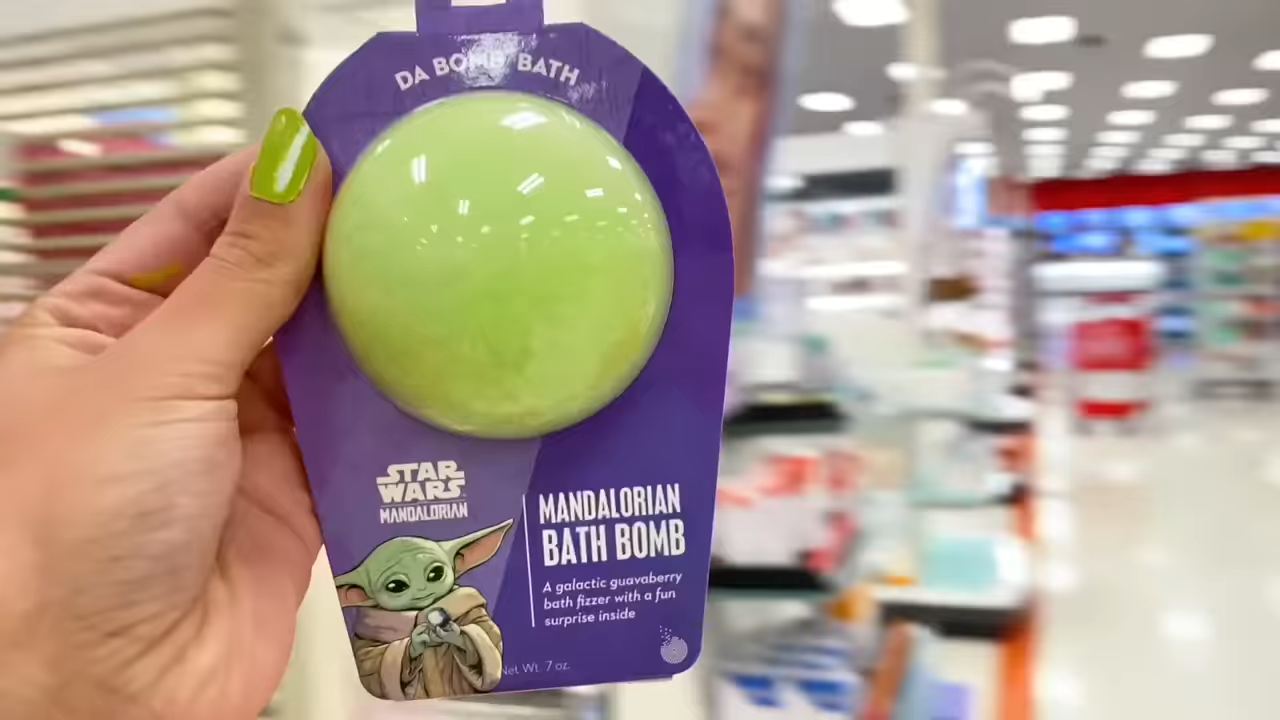 DA BOMB BATH
STAR
WARS
MANDALORIAN
MANDALORIAN
BATH BOMB
A galactic guavaberry
bath fizzer with a fun
surprise inside
Net Wt. 7 oz.